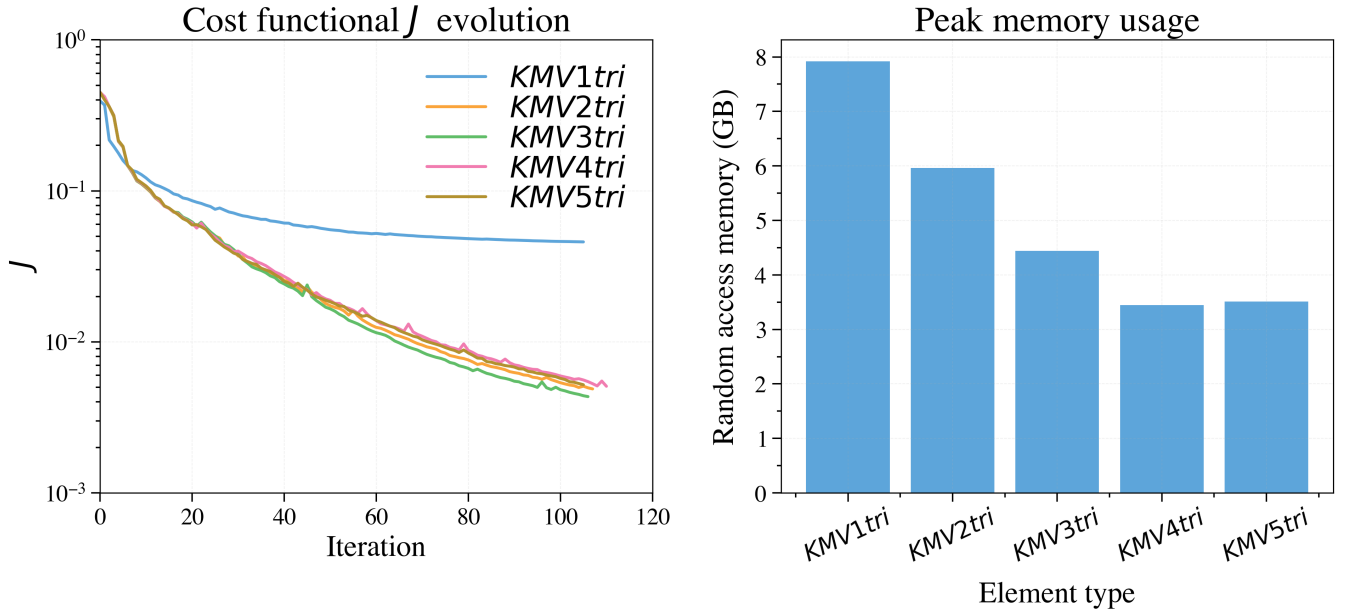 Cost functional J evolution
10⁰
10⁻¹
10⁻²
10⁻³
J
KMV1tri
KMV2tri
KMV3tri
KMV4tri
KMV5tri
0 20 40 60 80 100 120
Iteration
Peak memory usage
8
7
6
5
4
3
2
1
0
Random access memory (GB)
KMV1tri KMV2tri KMV3tri KMV4tri KMV5tri
Element type